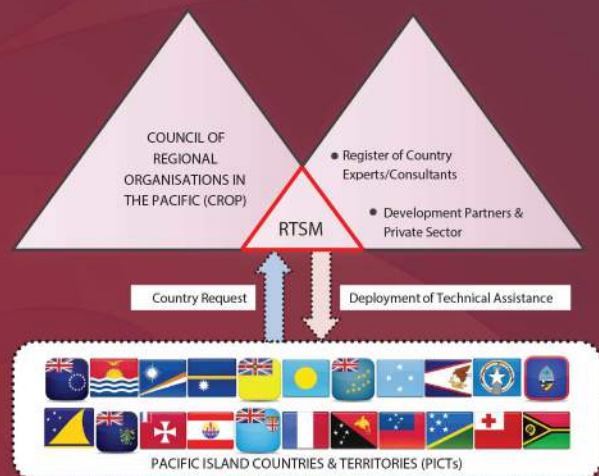 COUNCIL OF
REGIONAL
ORGANISATIONS IN
THE PACIFIC (CROP)
• Register of Country
Experts/Consultants
• Development Partners &
Private Sector
RTSM
Country Request
Deployment of Technical Assistance
PACIFIC ISLAND COUNTRIES & TERRITORIES (PICTs)